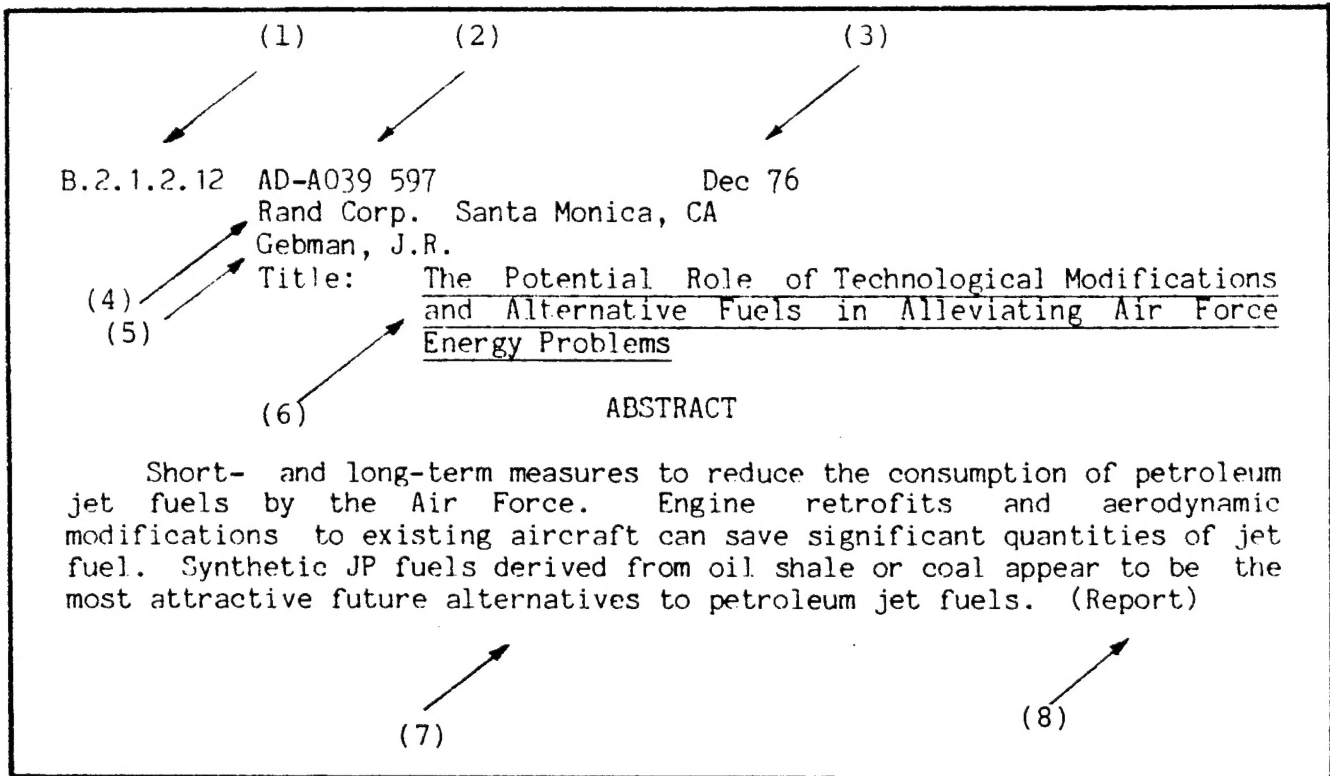 (1) (2) (3)
B.2.1.2.12 AD-A039 597 Dec 76
Rand Corp. Santa Monica, CA
Gebman, J.R.
(4)
(5)
Title: The Potential Role of Technological Modifications
and Alternative Fuels in Alleviating Air Force
Energy Problems
(6)
ABSTRACT
Short- and long-term measures to reduce the consumption of petroleum
jet fuels by the Air Force. Engine retrofits and aerodynamic
modifications to existing aircraft can save significant quantities of jet
fuel. Synthetic JP fuels derived from oil shale or coal appear to be the
most attractive future alternatives to petroleum jet fuels. (Report)
(7)
(8)